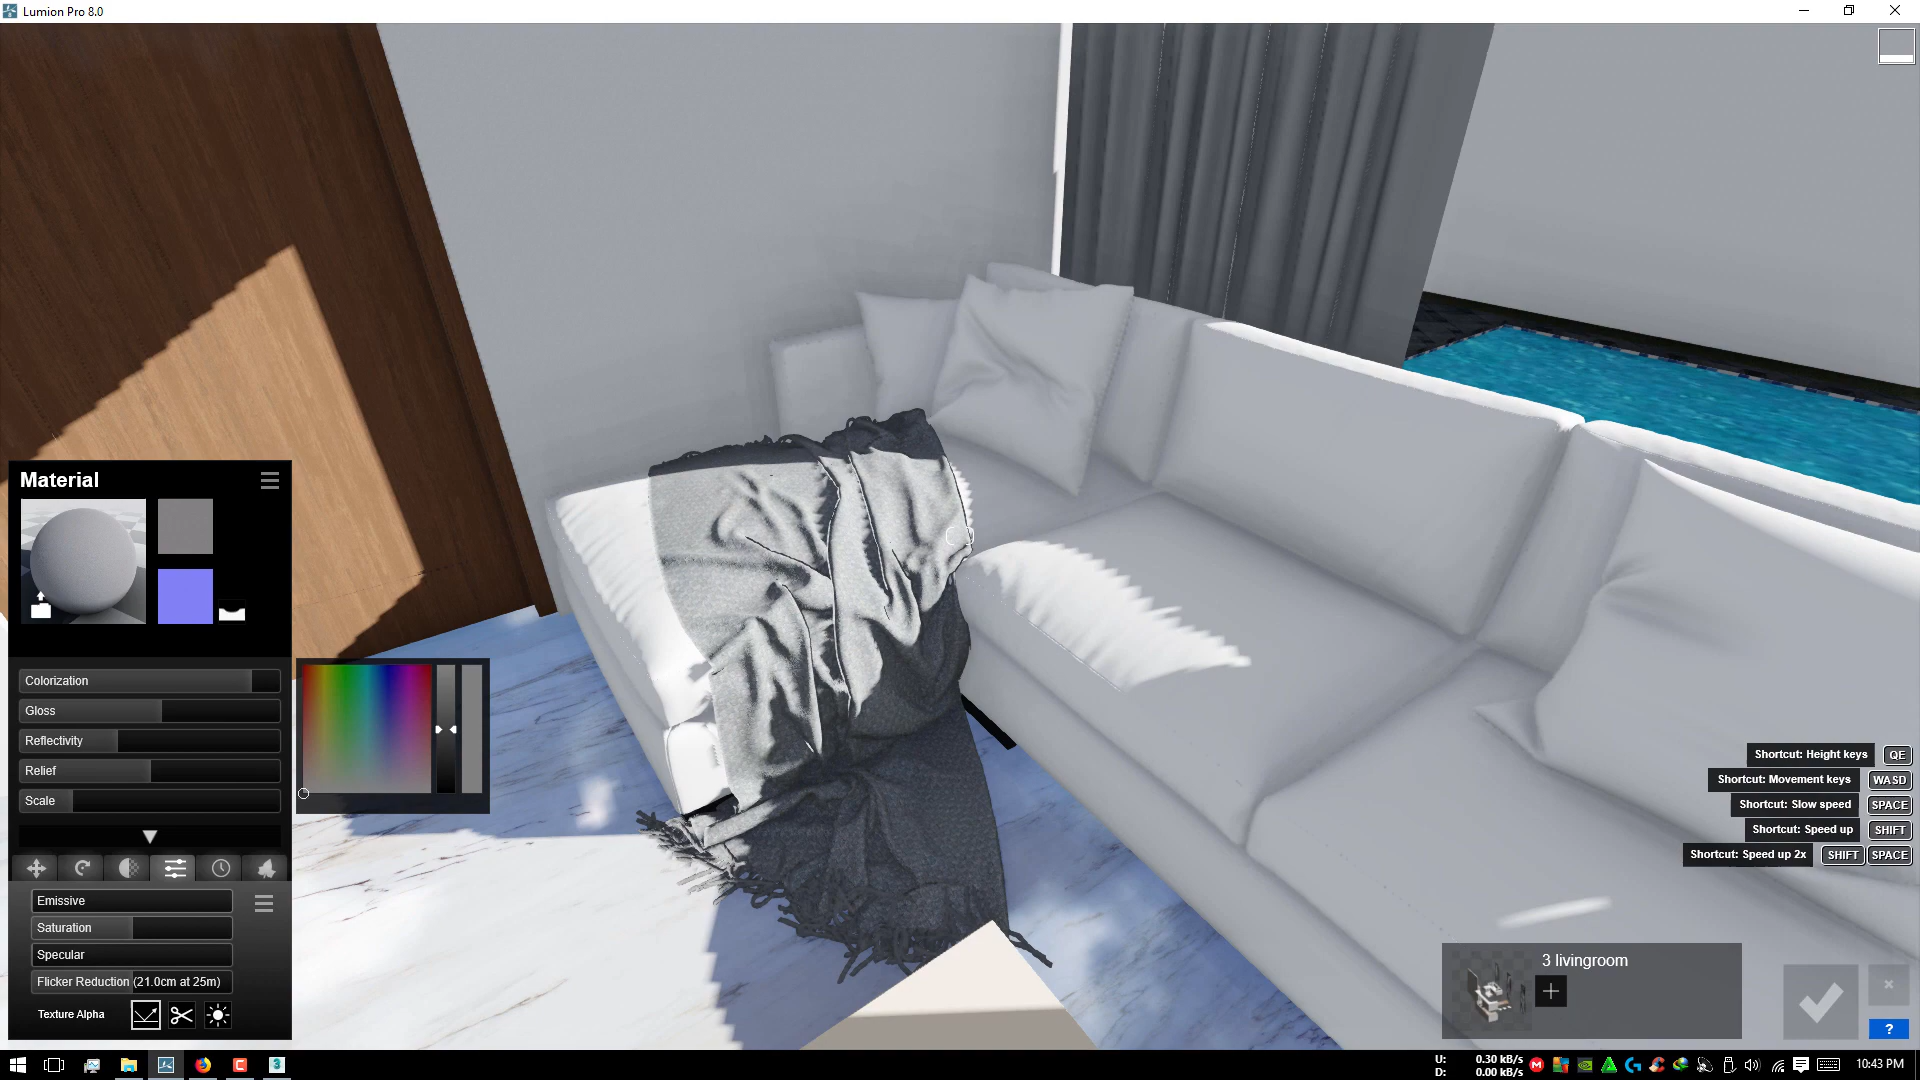 Lumion Pro 8.0
Material
Colorization
Gloss
Reflectivity
Relief
Scale
Emissive
Saturation
Specular
Flicker Reduction (21.0cm at 25m)
Texture Alpha
Shortcut: Height keys QE
Shortcut: Movement keys WASD
Shortcut: Slow speed SPACE
Shortcut: Speed up SHIFT
Shortcut: Speed up 2x SHIFT SPACE
3 livingroom
?
U: 0.30 kB/s
D: 0.00 kB/s
10:43 PM